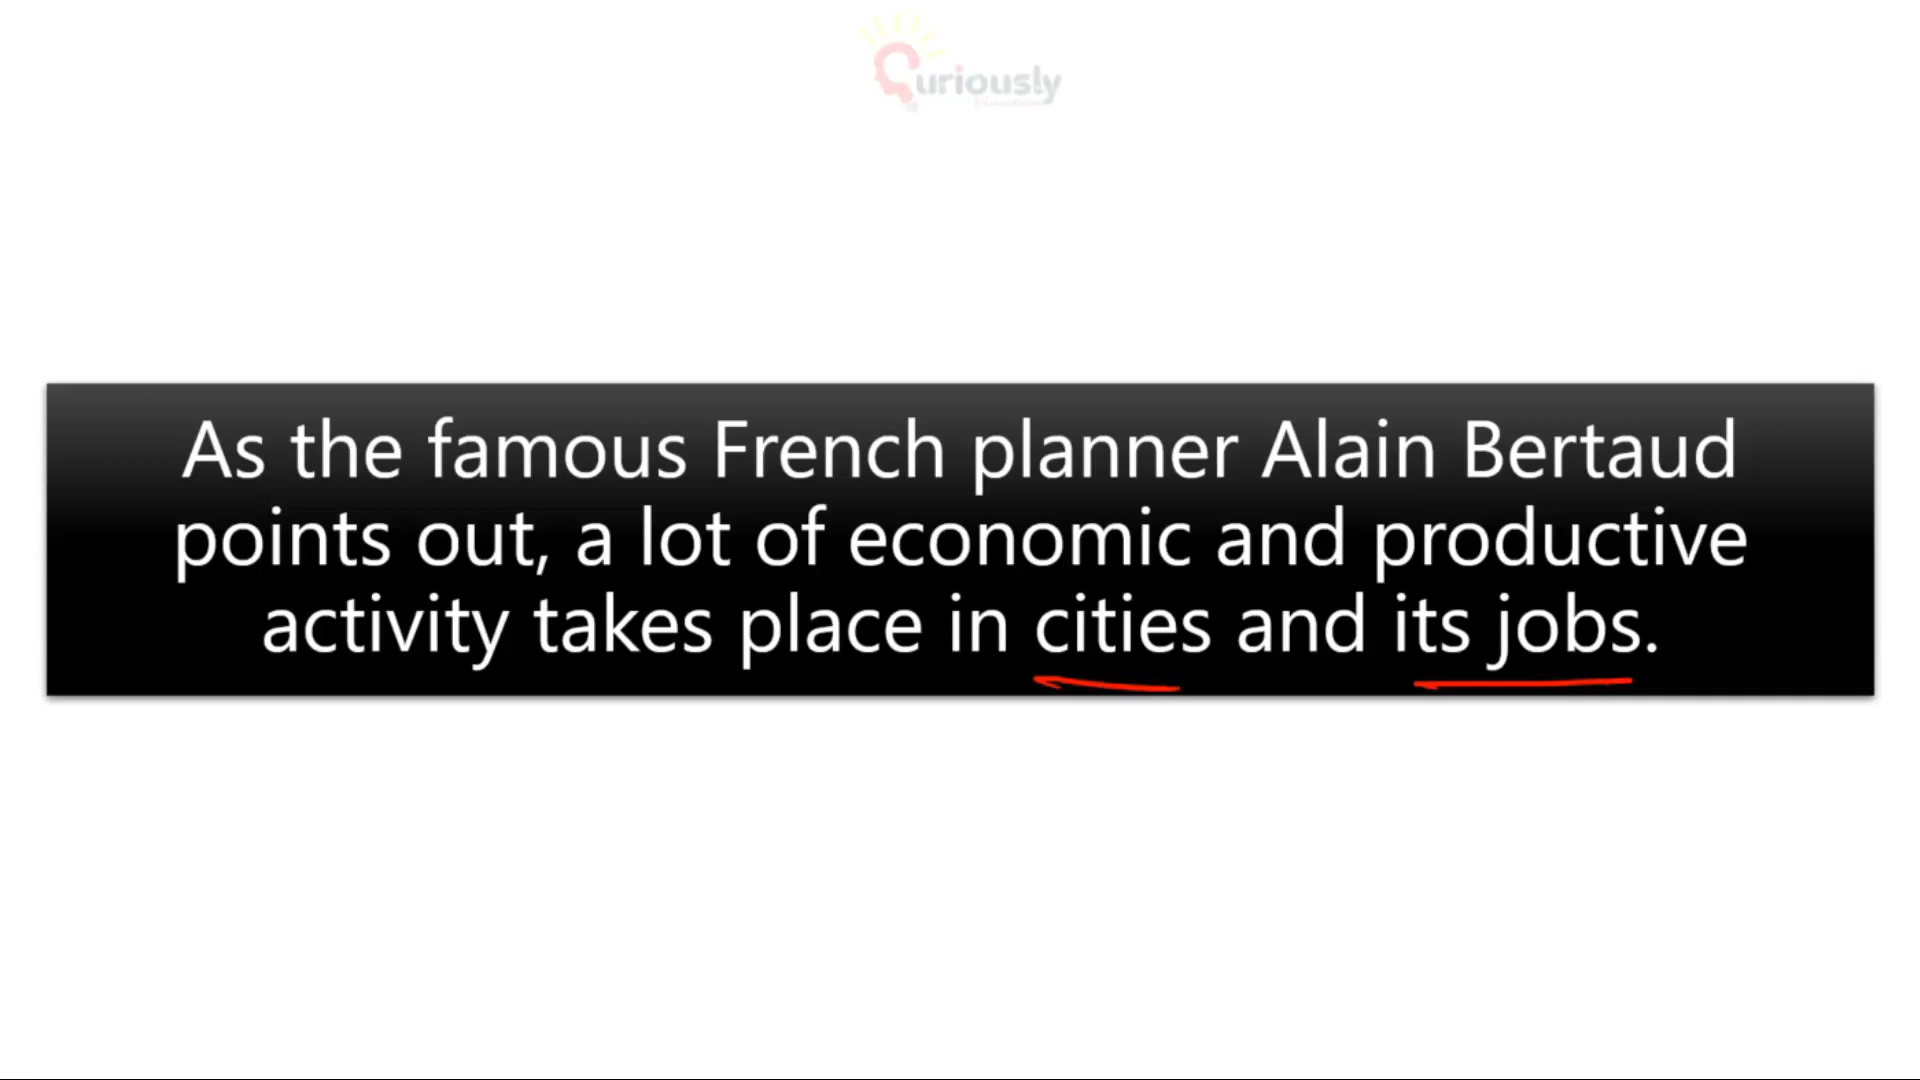 Curiously
As the famous French planner Alain Bertaud
points out, a lot of economic and productive
activity takes place in cities and its jobs.